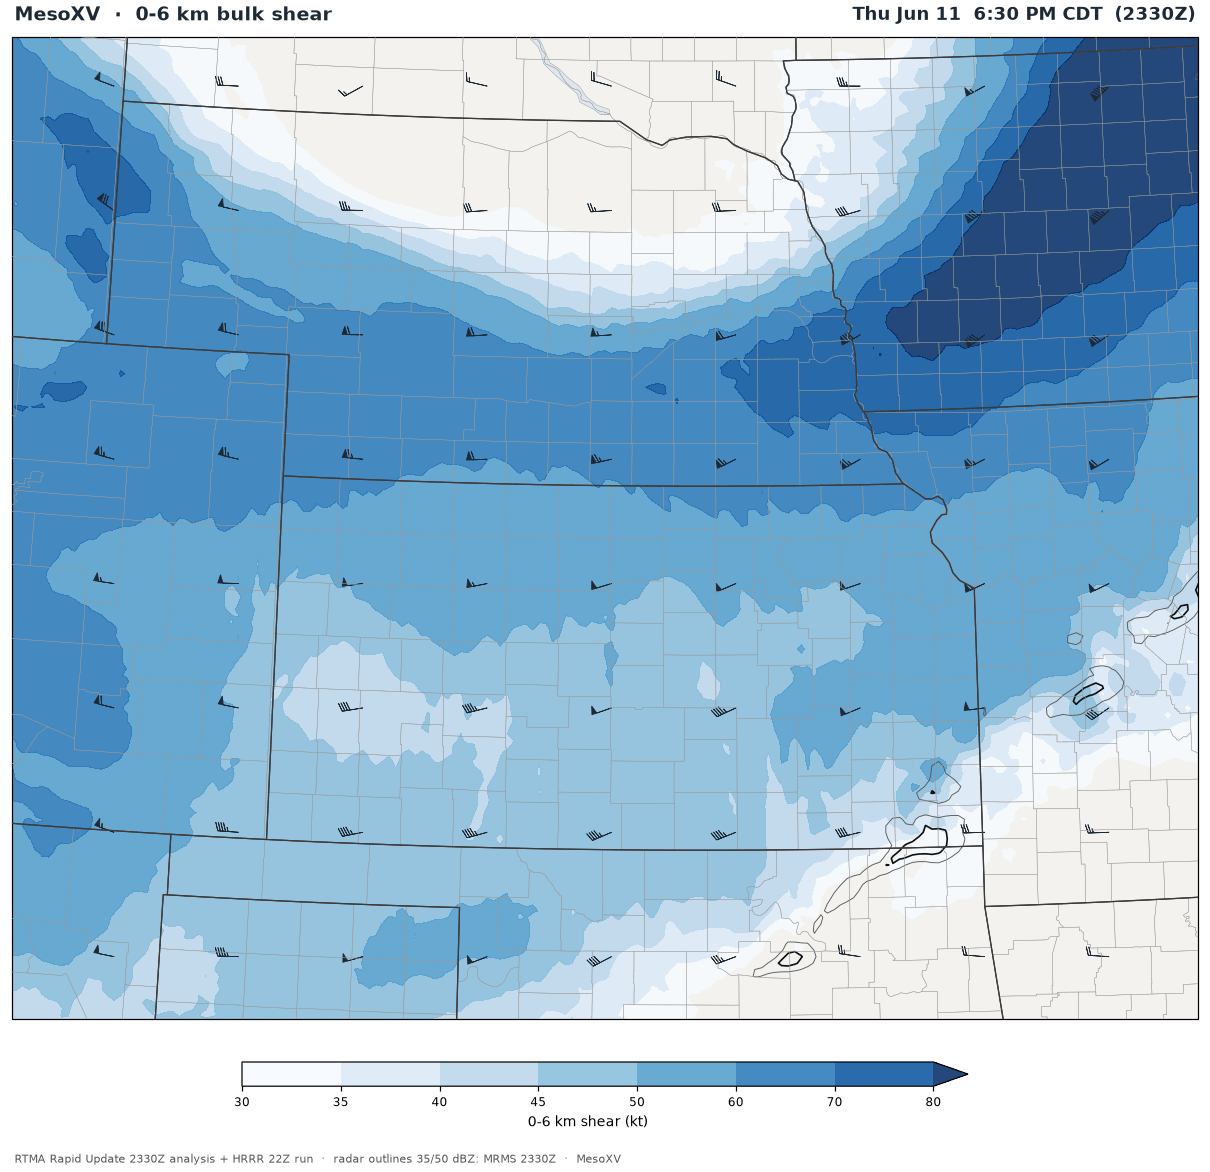 MesoXV · 0-6 km bulk shear
Thu Jun 11 6:30 PM CDT (2330Z)
30 35 40 45 50 60 70 80
0-6 km shear (kt)
RTMA Rapid Update 2330Z analysis + HRRR 22Z run · radar outlines 35/50 dBZ: MRMS 2330Z · MesoXV